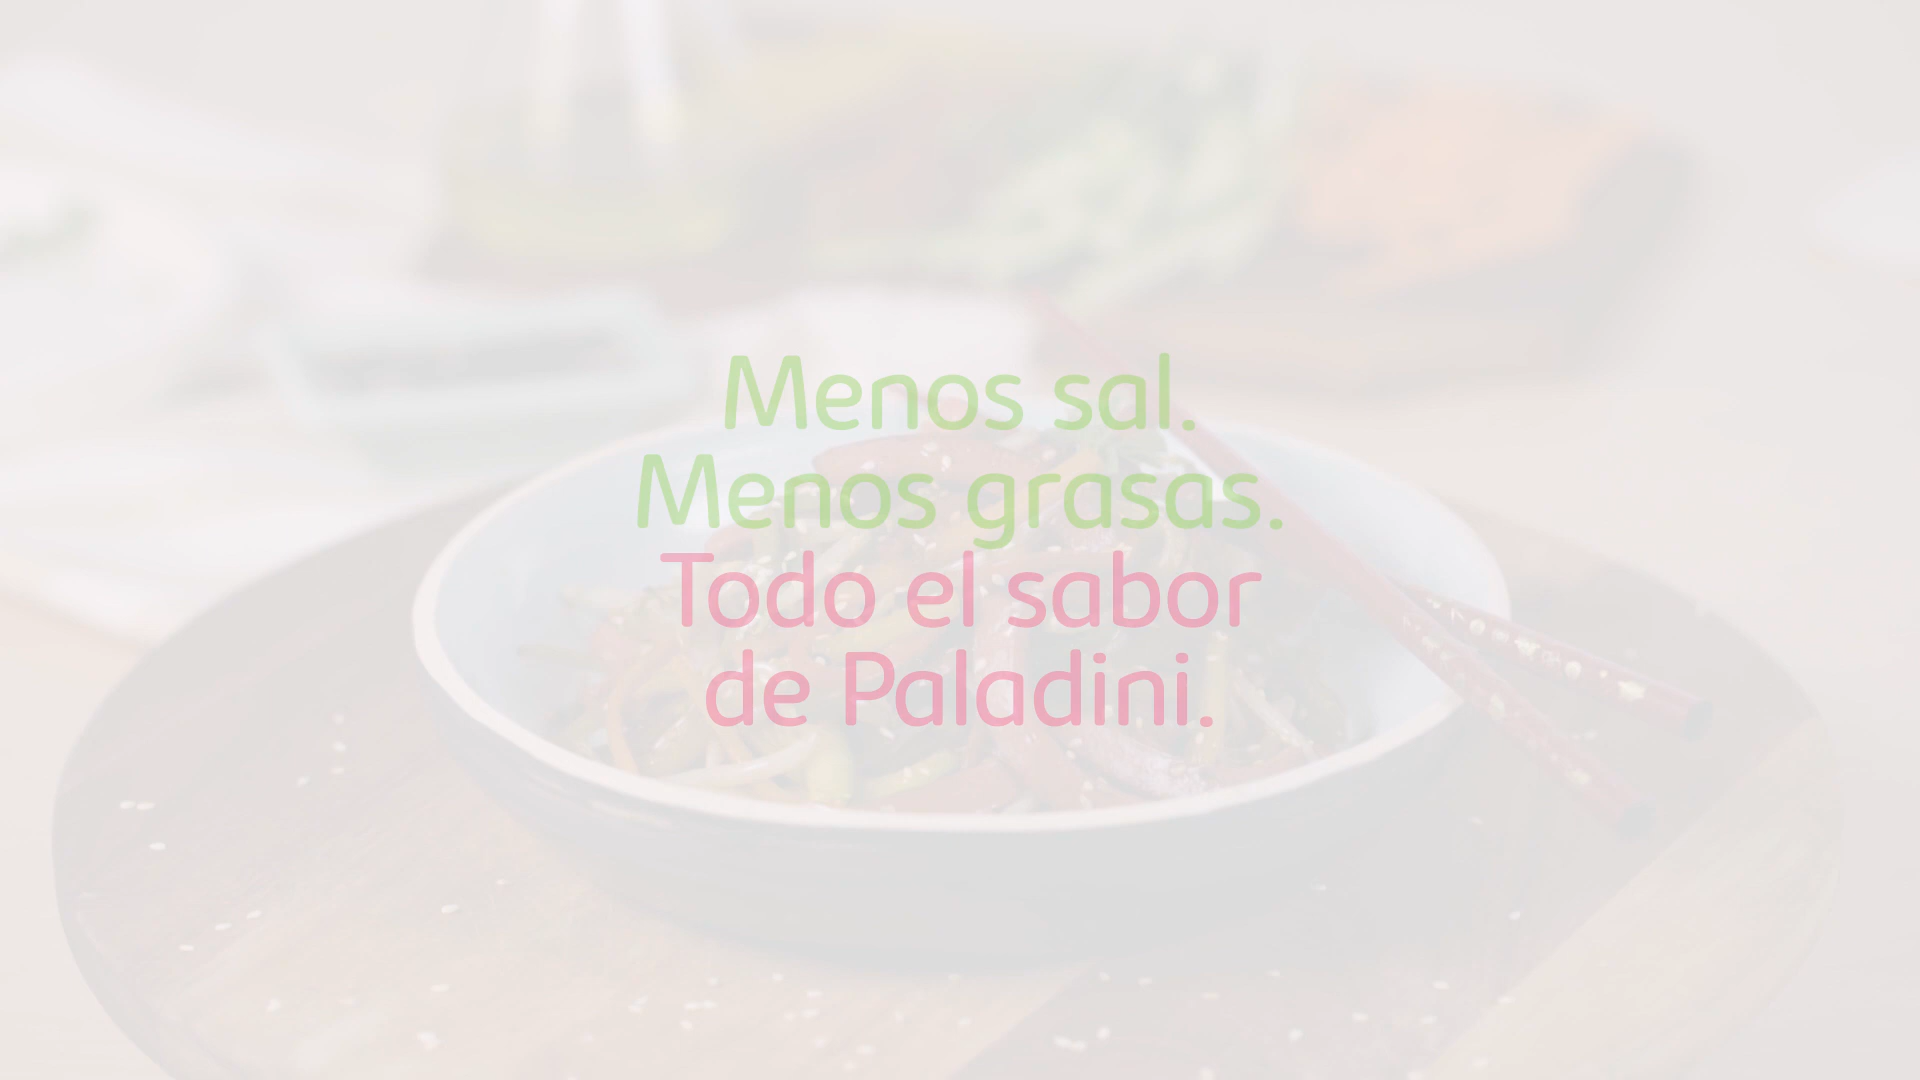 Menos sal.
Menos grasas.
Todo el sabor
de Paladini.